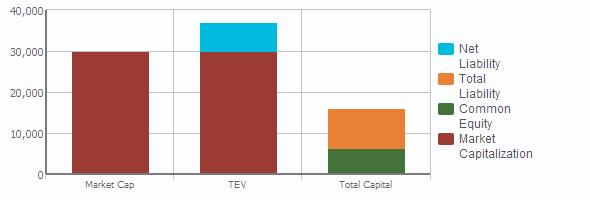 40,000
30,000
20,000
10,000
0
Market Cap
TEV
Total Capital
Net
Liability
Total
Liability
Common
Equity
Market
Capitalization